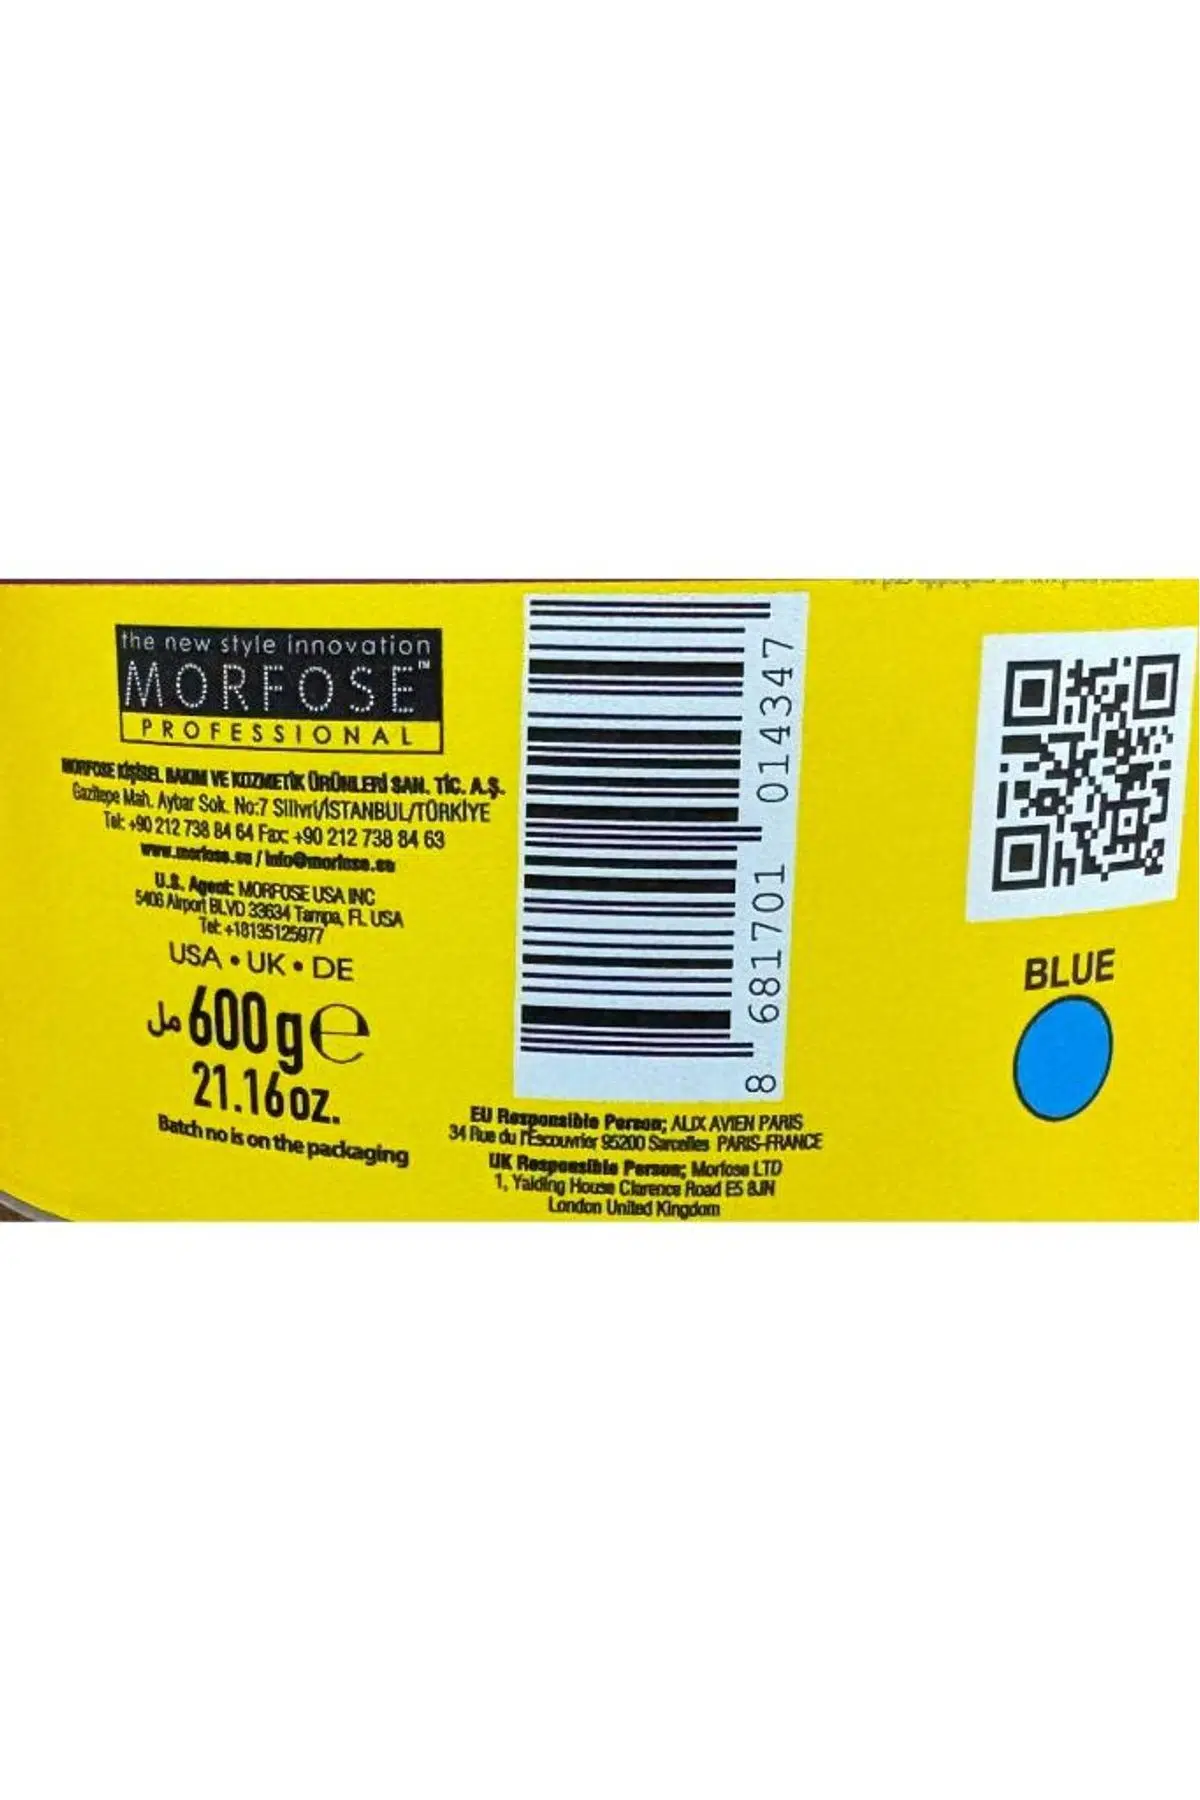 the new style innovation
MORFOSE™
PROFESSIONAL
MORFOSE KİŞİSEL BAKIM VE KOZMETİK ÜRÜNLERİ SAN. TİC. A.Ş.
Gazitepe Mah. Aybar Sok. No:7 Silivri/İSTANBUL/TÜRKİYE
Tel: +90 212 738 84 64 Fax: +90 212 738 84 63
www.morfose.eu / info@morfose.eu
U.S. Agent: MORFOSE USA INC
5406 Airport BLVD 33634 Tampa, FL USA
Tel: +18135125977
USA • UK • DE
600 g e مل
21.16 oz.
Batch no is on the packaging
8 681701 014347
EU Responsible Person; ALIX AVIEN PARIS
34 Rue du l'Escouvrier 95200 Sarcelles PARIS-FRANCE
UK Responsible Person; Morfose LTD
1, Yalding House Clarence Road E5 8JN
London United Kingdom
BLUE